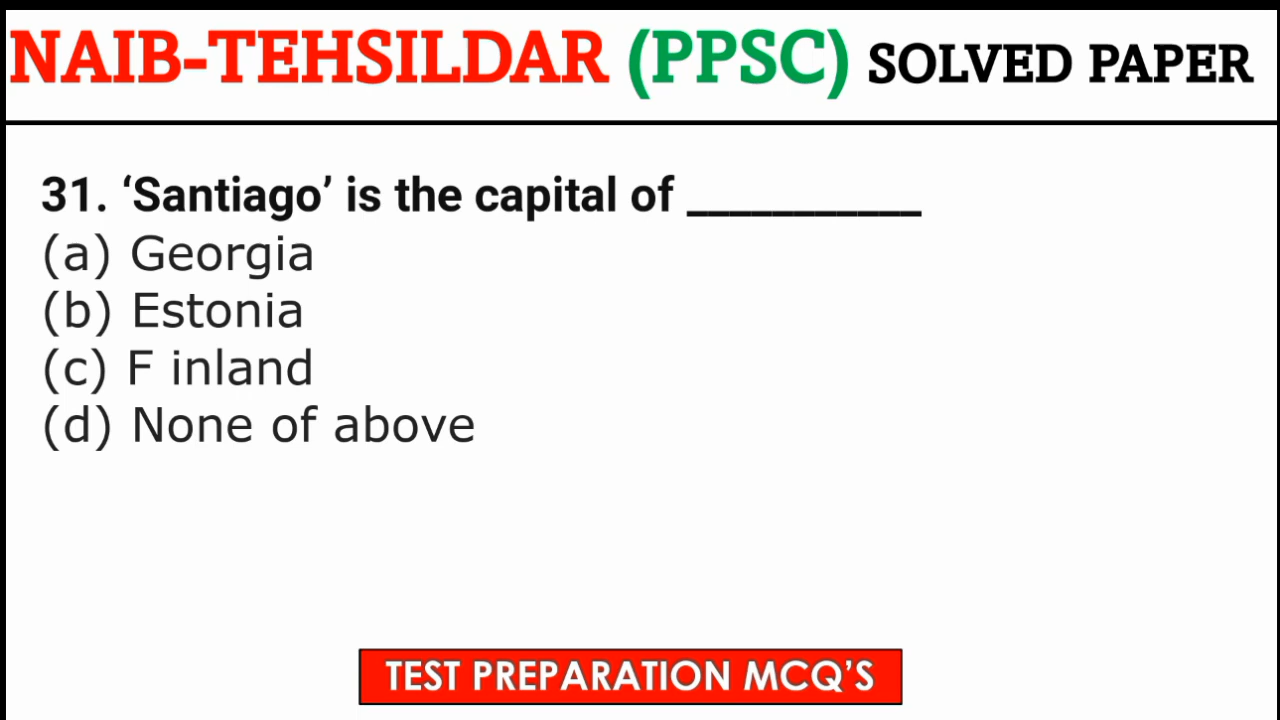 NAIB-TEHSILDAR (PPSC) SOLVED PAPER
31. ‘Santiago’ is the capital of ___________
(a) Georgia
(b) Estonia
(c) F inland
(d) None of above
TEST PREPARATION MCQ’S